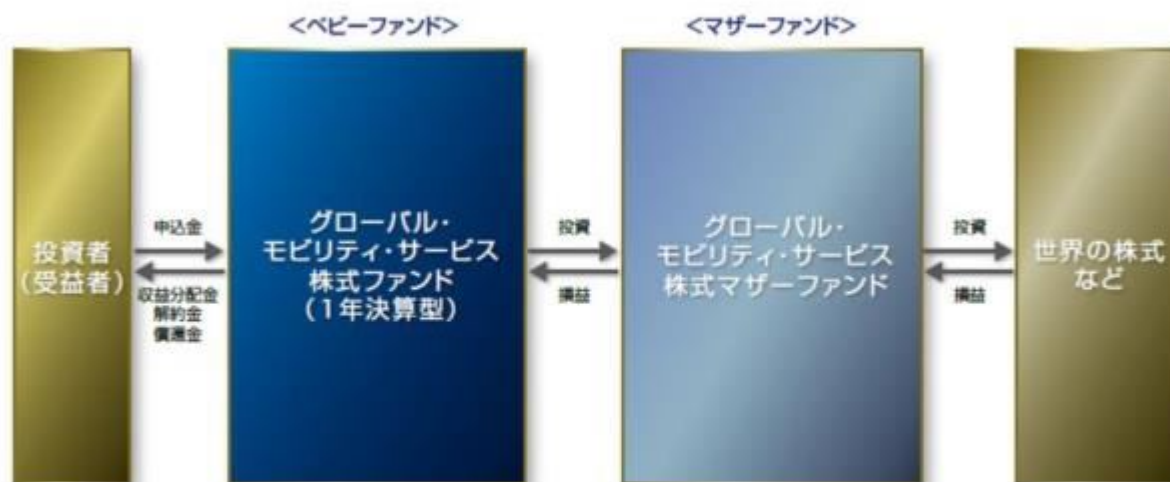 <ベビーファンド>
<マザーファンド>
投資者
(受益者)
申込金
収益分配金
解約金
償還金
グローバル・
モビリティ・サービス
株式ファンド
(1年決算型)
投資
損益
グローバル・
モビリティ・サービス
株式マザーファンド
投資
損益
世界の株式
など